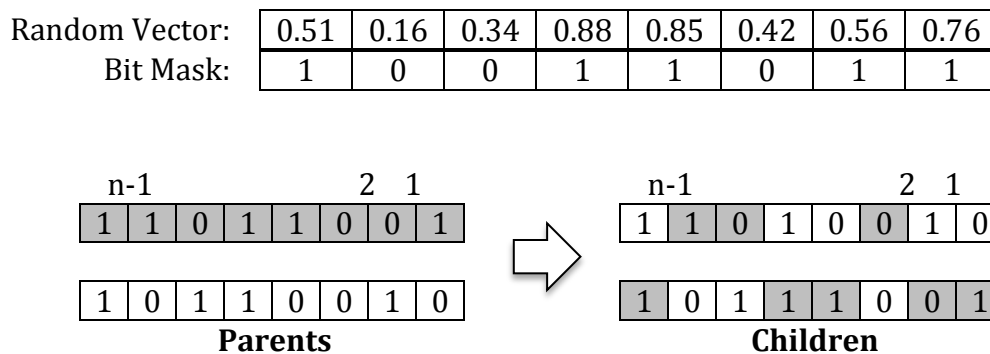 Random Vector: 0.51 0.16 0.34 0.88 0.85 0.42 0.56 0.76
Bit Mask: 1 0 0 1 1 0 1 1
n-1 2 1 n-1 2 1
1 1 0 1 1 0 0 1 1 1 0 1 0 0 1 0
1 0 1 1 0 0 1 0 1 0 1 1 1 0 0 1
Parents Children